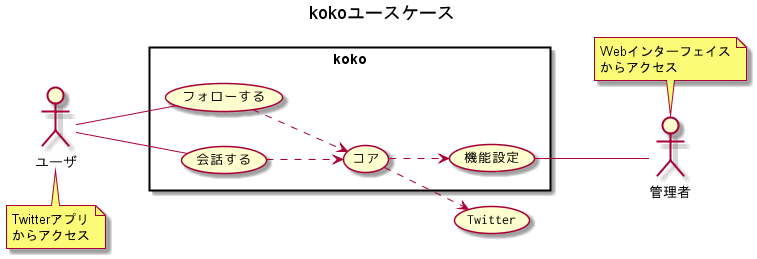 kokoユースケース
Webインターフェイス
からアクセス
koko
フォローする
ユーザ
会話する
コア
機能設定
管理者
Twitterアプリ
からアクセス
Twitter